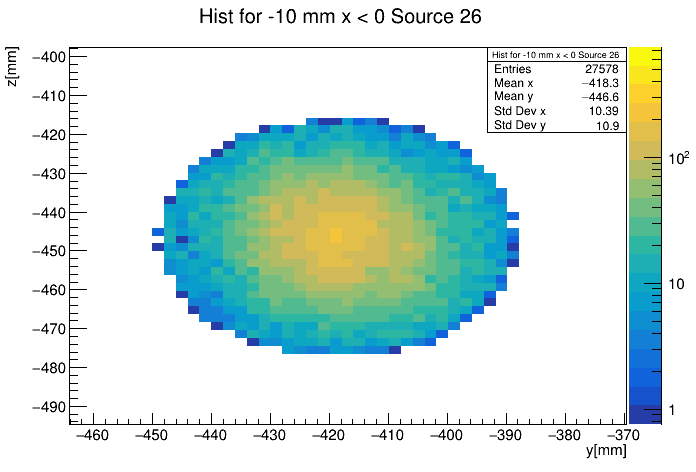 Hist for -10 mm x < 0 Source 26
z[mm]
Hist for -10 mm x < 0 Source 26
Entries 27578
Mean x −418.3
Mean y −446.6
Std Dev x 10.39
Std Dev y 10.9
−400
−410
−420
−430
−440
−450
−460
−470
−480
−490
10²
10
1
−460 −450 −440 −430 −420 −410 −400 −390 −380 −370
y[mm]